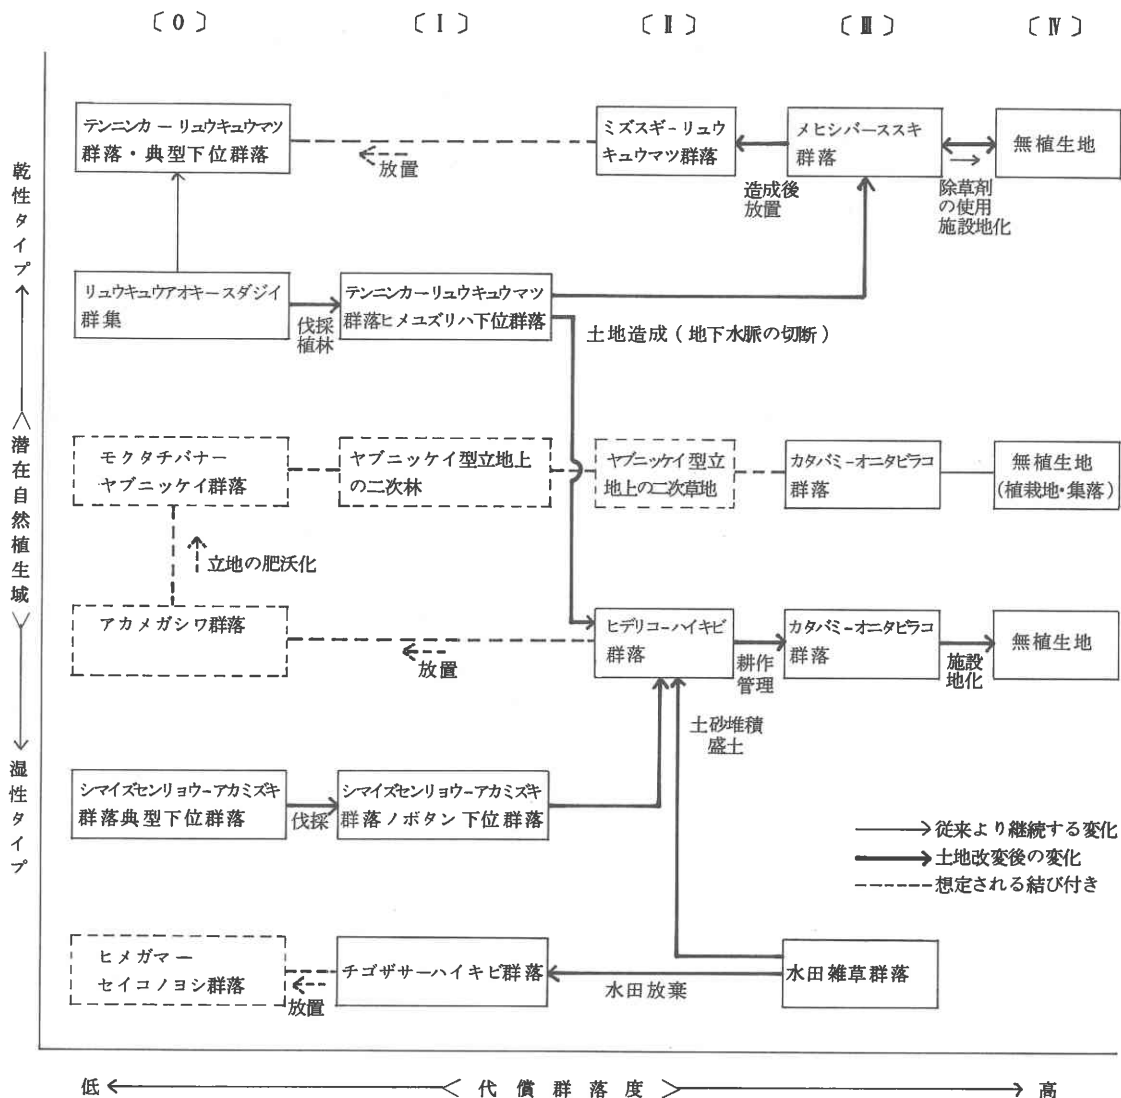 〔 0 〕
〔 Ⅰ 〕
〔 Ⅱ 〕
〔 Ⅲ 〕
〔 Ⅳ 〕
テンニンカーリュウキュウマツ
群落・典型下位群落
放置
ミズスギ-リュウ
キュウマツ群落
造成後
放置
メヒシバーススキ
群落
除草剤
の使用
施設地化
無植生地
リュウキュウアオキースダジイ
群集
伐採
植林
テンニンカーリュウキュウマツ
群落ヒメユズリハ下位群落
土地造成(地下水脈の切断)
モクタチバナー
ヤブニッケイ群落
ヤブニッケイ型立地上
の二次林
ヤブニッケイ型立
地上の二次草地
カタバミーオニタビラコ
群落
無植生地
(植栽地・集落)
立地の肥沃化
アカメガシワ群落
放置
ヒデリコーハイキビ
群落
耕作
管理
カタバミーオニタビラコ
群落
施設
地化
無植生地
土砂堆積
盛土
シマイズセンリョウーアカミズキ
群落典型下位群落
伐採
シマイズセンリョウーアカミズキ
群落ノボタン下位群落
従来より継続する変化
土地改変後の変化
想定される結び付き
ヒメガマー
セイコノヨシ群落
放置
チゴザサーハイキビ群落
水田放棄
水田雑草群落
乾性タイプ
潜在自然植生域
湿性タイプ
低
代償群落度
高